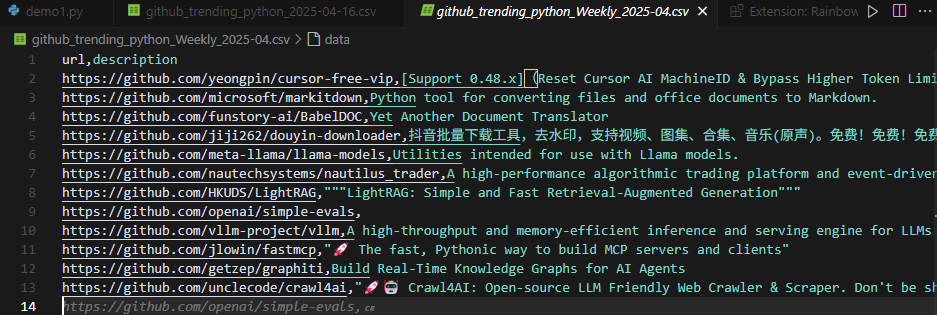 demo1.py github_trending_python_2025-04-16.csv github_trending_python_Weekly_2025-04.csv Extension: Rainbow
github_trending_python_Weekly_2025-04.csv > data
1 url,description
2 https://github.com/yeongpin/cursor-free-vip,[Support 0.48.x]（Reset Cursor AI MachineID & Bypass Higher Token Limi
3 https://github.com/microsoft/markitdown,Python tool for converting files and office documents to Markdown.
4 https://github.com/funstory-ai/BabelDOC,Yet Another Document Translator
5 https://github.com/jiji262/douyin-downloader,抖音批量下载工具，去水印，支持视频、图集、合集、音乐(原声)。免费！免费！免费
6 https://github.com/meta-llama/llama-models,Utilities intended for use with Llama models.
7 https://github.com/nautechsystems/nautilus_trader,A high-performance algorithmic trading platform and event-driven
8 https://github.com/HKUDS/LightRAG,"""LightRAG: Simple and Fast Retrieval-Augmented Generation"""
9 https://github.com/openai/simple-evals,
10 https://github.com/vllm-project/vllm,A high-throughput and memory-efficient inference and serving engine for LLMs
11 https://github.com/jlowin/fastmcp,"🚀 The fast, Pythonic way to build MCP servers and clients"
12 https://github.com/getzep/graphiti,Build Real-Time Knowledge Graphs for AI Agents
13 https://github.com/unclecode/crawl4ai,"🚀🤖 Crawl4AI: Open-source LLM Friendly Web Crawler & Scraper. Don't be sh
14 https://github.com/openai/simple-evals,␍